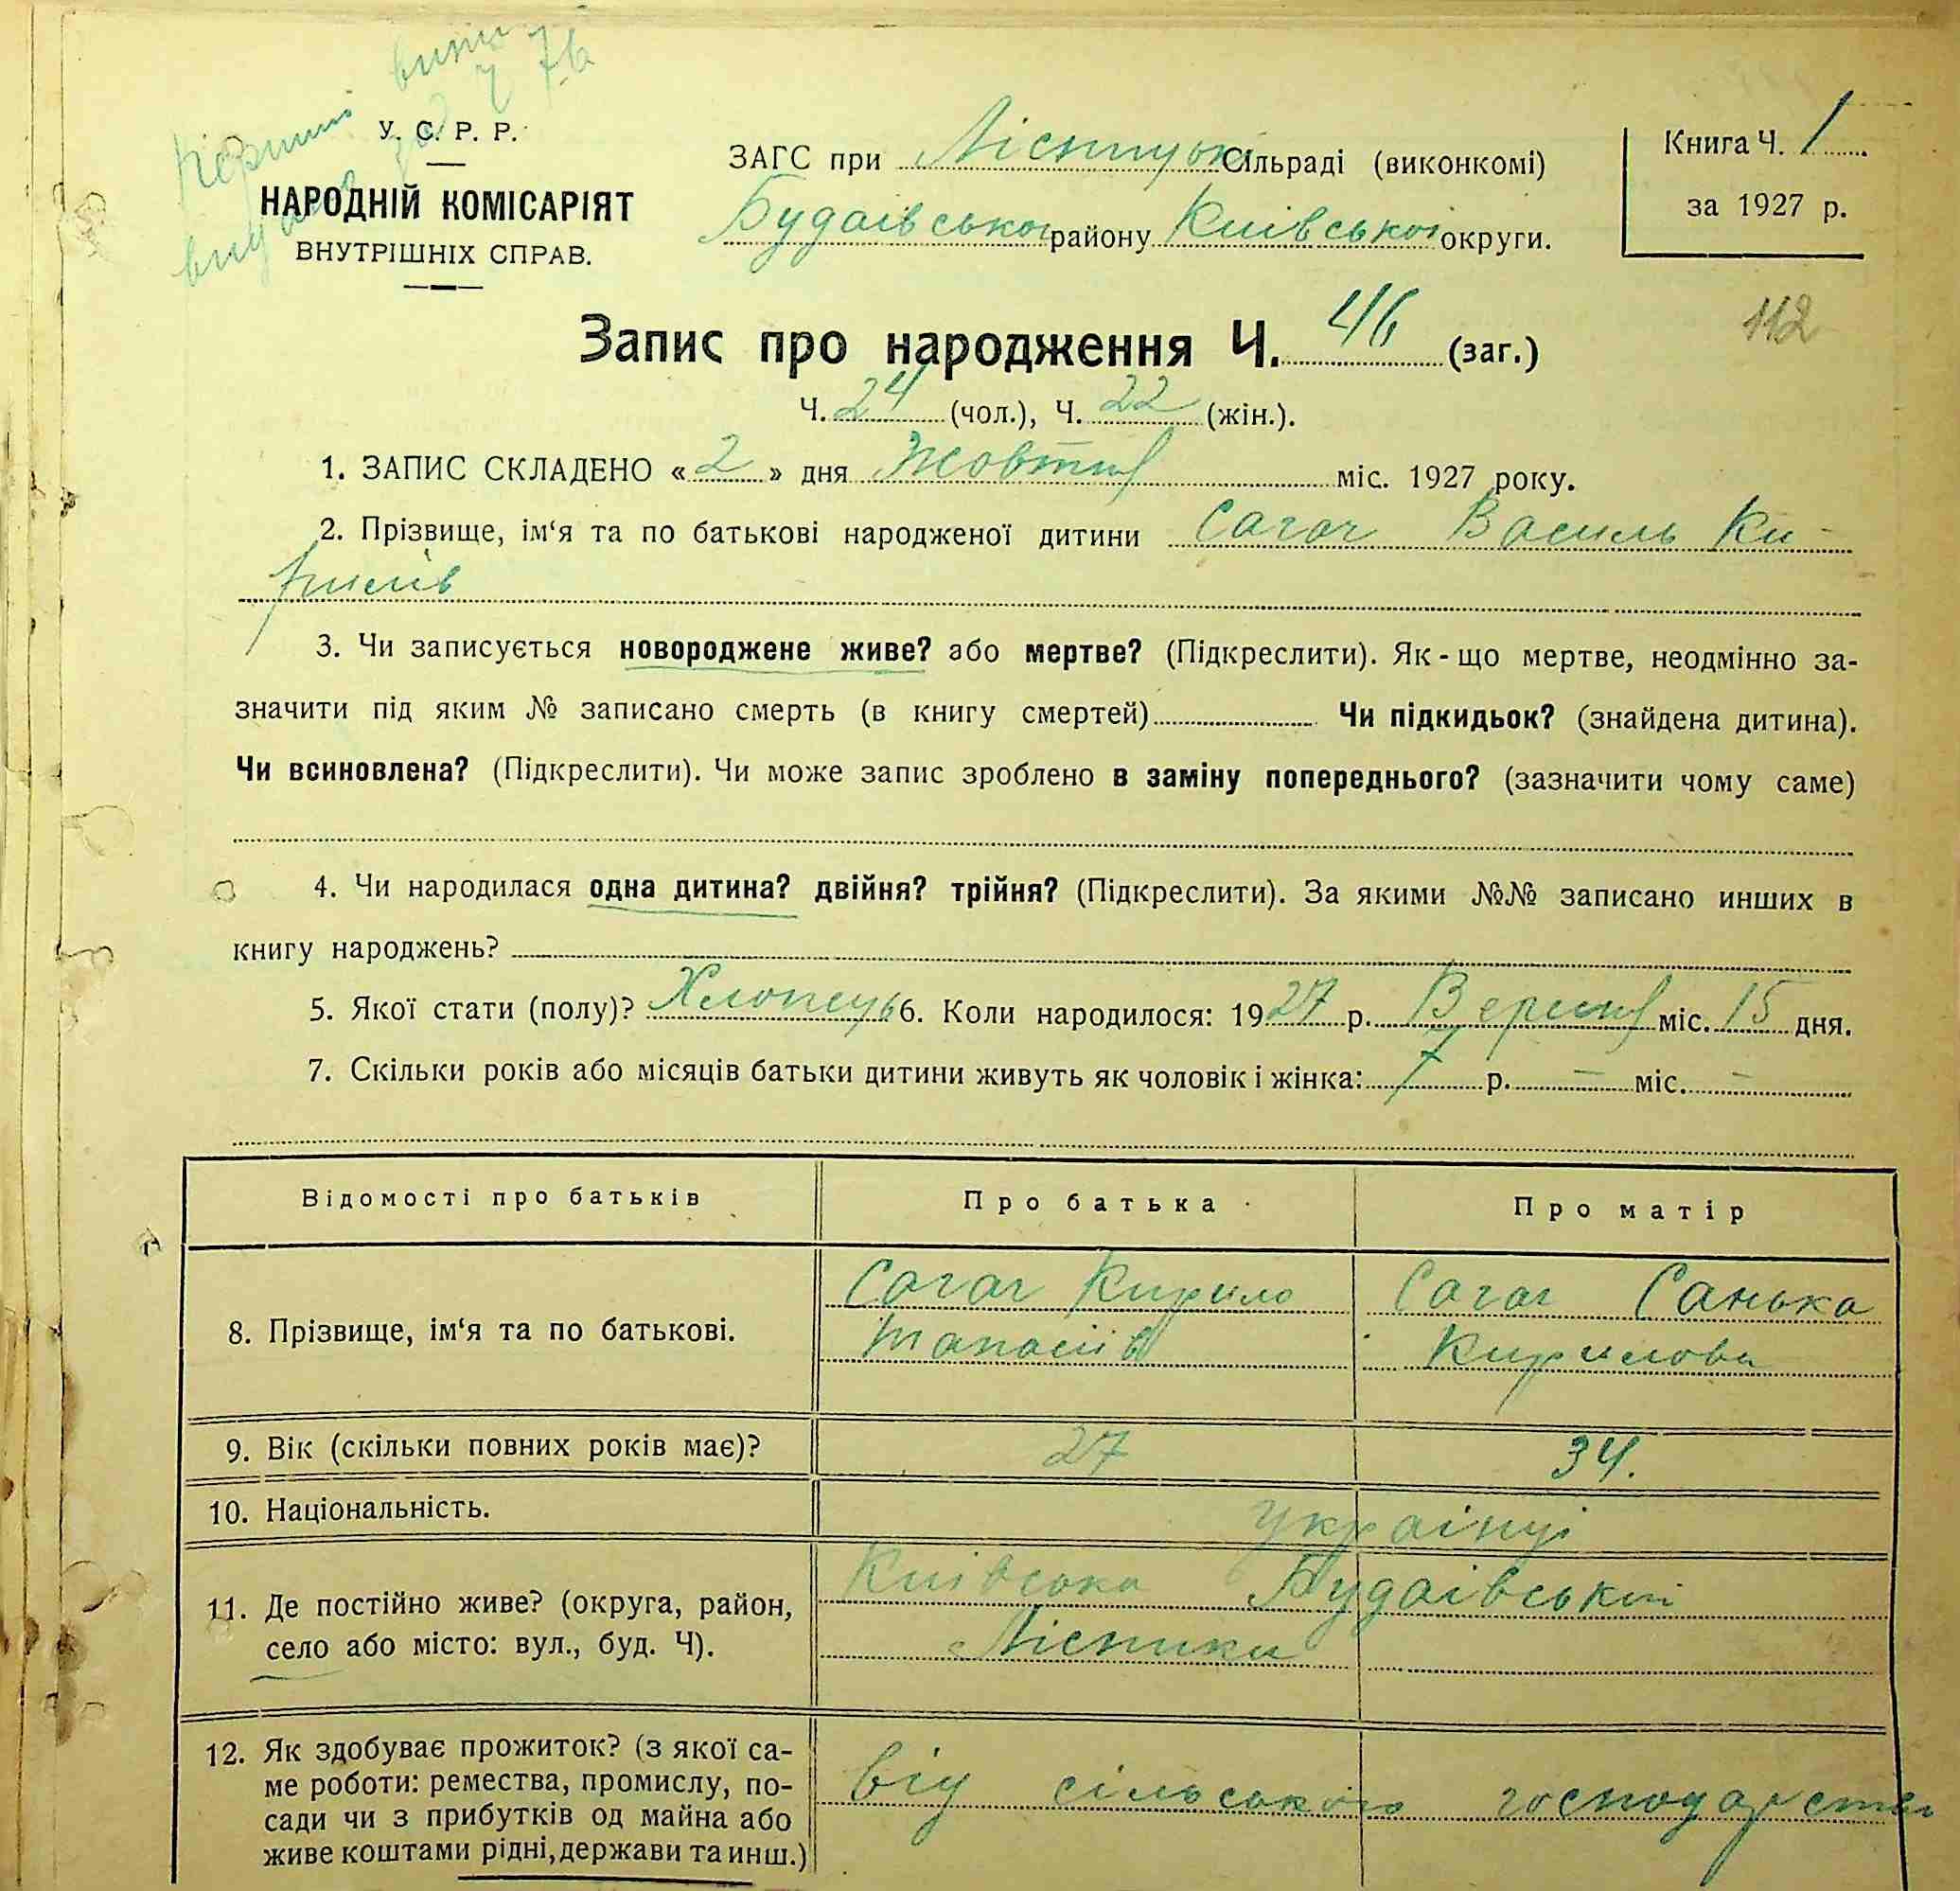 У. С. Р. Р.
НАРОДНІЙ КОМІСАРІЯТ
ВНУТРІШНІХ СПРАВ.
ЗАГС при Лісницькі Сільраді (виконкомі)
Будаівськоі району Киівськоі округи.
Книга Ч. 1
за 1927 р.
112
Запис про народження Ч. 46 (заг.)
Ч. 24 (чол.), Ч. 22 (жін.).
1. ЗАПИС СКЛАДЕНО «2» дня Жовтня міс. 1927 року.
2. Прізвище, ім‘я та по батькові народженої дитини Сагач Василь Ки-
рилів
3. Чи записується новороджене живе? або мертве? (Підкреслити). Як-що мертве, неодмінно за-
значити під яким № записано смерть (в книгу смертей) Чи підкидьок? (знайдена дитина).
Чи всиновлена? (Підкреслити). Чи може запис зроблено в заміну попереднього? (зазначити чому саме)
4. Чи народилася одна дитина? двійня? трійня? (Підкреслити). За якими №№ записано инших в
книгу народжень?
5. Якої стати (полу)? Хлопець 6. Коли народилося: 1927 р. Вересня міс. 15 дня.
7. Скільки років або місяців батьки дитини живуть як чоловік і жінка: 7 р. — міс. —
Відомості про батьків Про батька Про матір
8. Прізвище, ім‘я та по батькові. Сагач Кирило Сагач Санька
Танасів Кирилова
9. Вік (скільки повних років має)? 27 34.
10. Національність. украінці
11. Де постійно живе? (округа, район,
село або місто: вул., буд. Ч).
Киівська Будаівський
Лісники
12. Як здобуває прожиток? (з якої са-
ме роботи: ремества, промислу, по-
сади чи з прибутків од майна або
живе коштами рідні, держави та инш.)
від сільського господарства